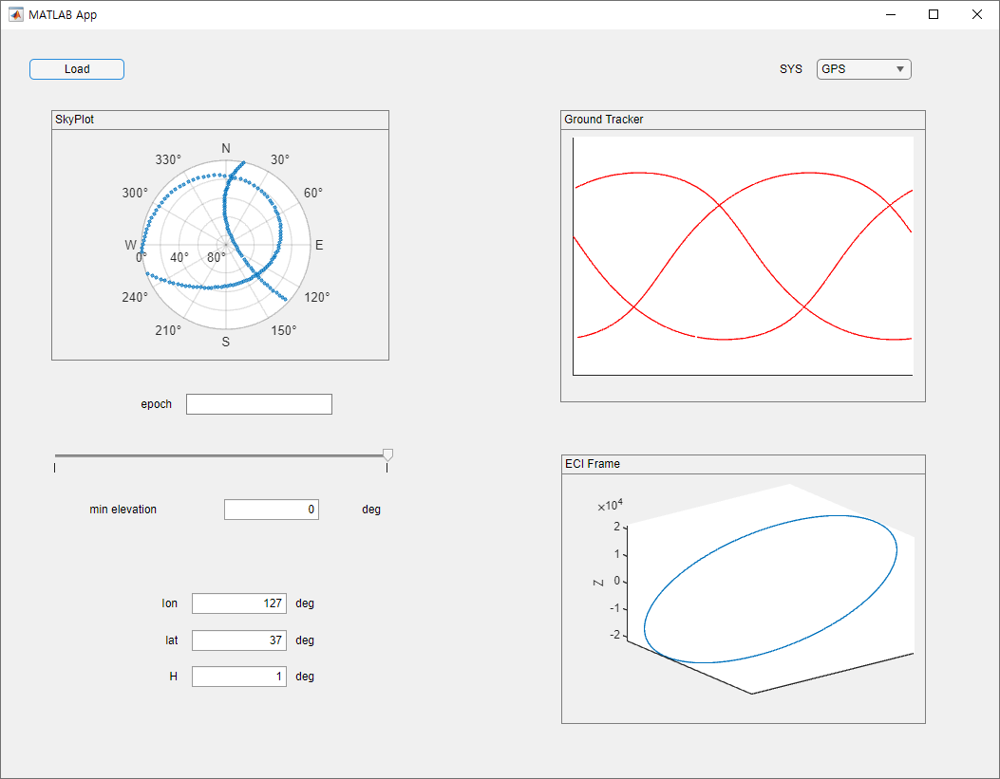 MATLAB App
Load
SYS
GPS
SkyPlot
N
330°
30°
300°
60°
W
0°
40°
80°
E
240°
120°
210°
150°
S
Ground Tracker
epoch
min elevation
0
deg
lon
127
deg
lat
37
deg
H
1
deg
ECI Frame
×10⁴
2
1
Z
0
-1
-2